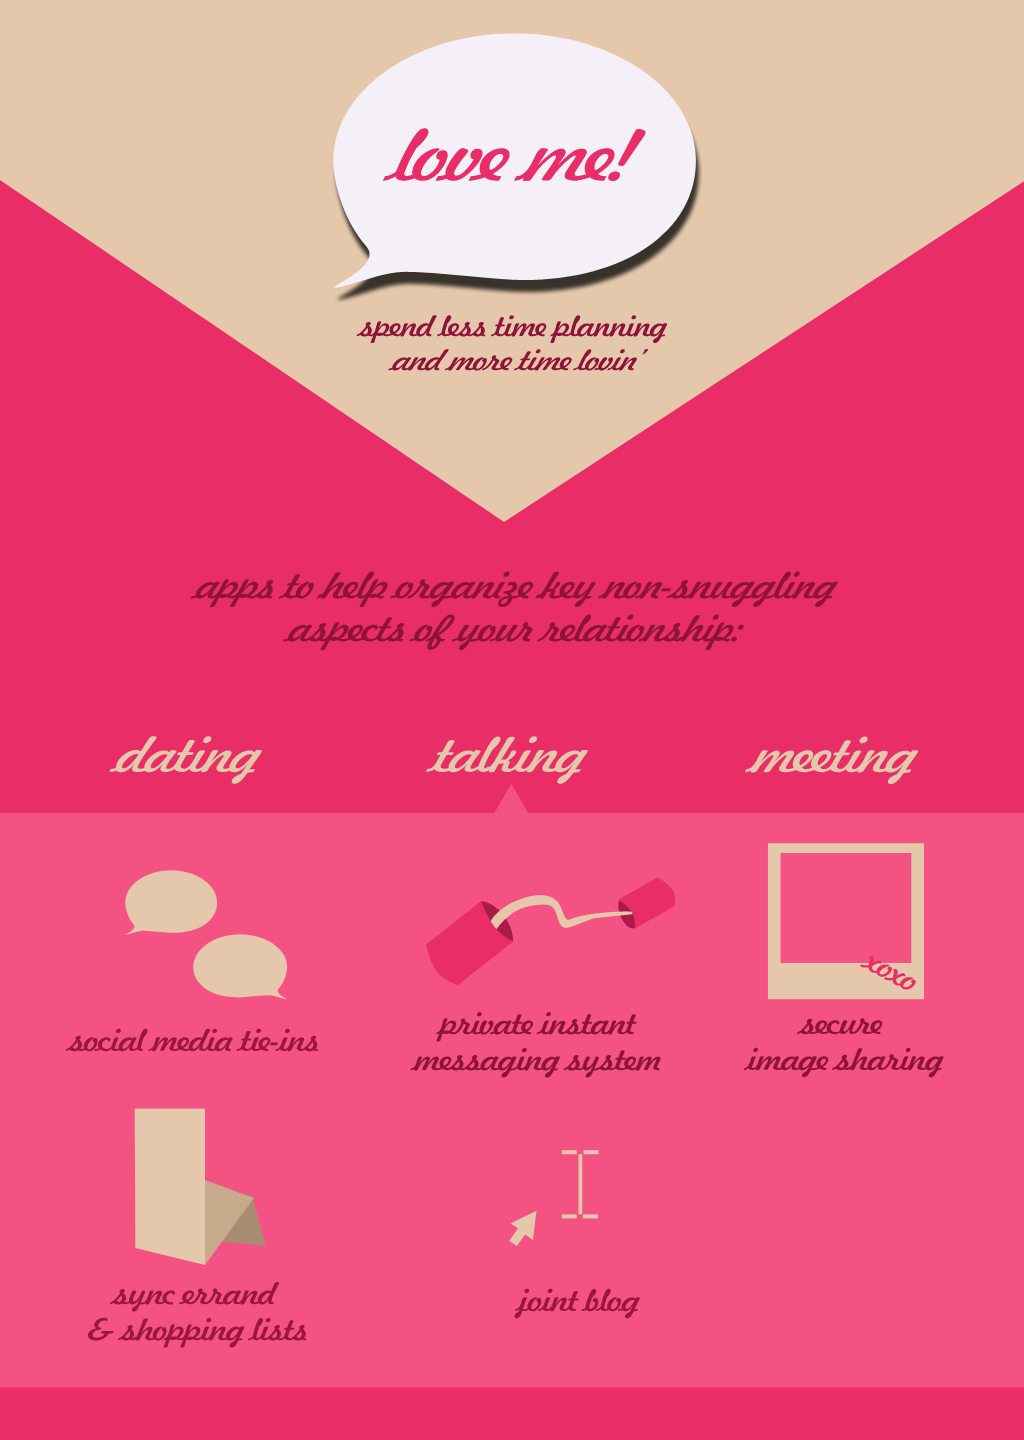 love me!
spend less time planning
and more time lovin'
apps to help organize key non-snuggling
aspects of your relationship:
dating
talking
meeting
social media tie-ins
private instant
messaging system
xoxo
secure
image sharing
sync errand
& shopping lists
joint blog